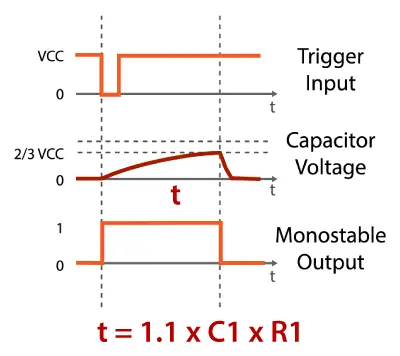 VCC
0
t
Trigger
Input
2/3 VCC
0
t
Capacitor
Voltage
1
0
t
Monostable
Output
t = 1.1 x C1 x R1